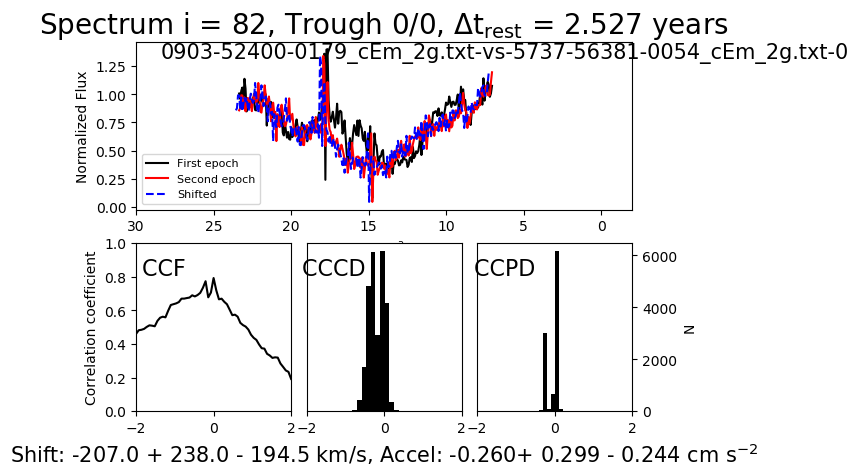 Spectrum i = 82, Trough 0/0, Δt_rest = 2.527 years
0903-52400-0179_cEm_2g.txt-vs-5737-56381-0054_cEm_2g.txt-0
Normalized Flux
1.25
1.00
0.75
0.50
0.25
0.00
First epoch
Second epoch
Shifted
30 25 20 15 10 5 0
Correlation coefficient
1.0
0.8
0.6
0.4
0.2
0.0
CCF
CCCD
CCPD
−2 0 2
−2 0 2
−2 0 2
6000
4000
2000
0
N
Shift: -207.0 + 238.0 - 194.5 km/s, Accel: -0.260+ 0.299 - 0.244 cm s⁻²